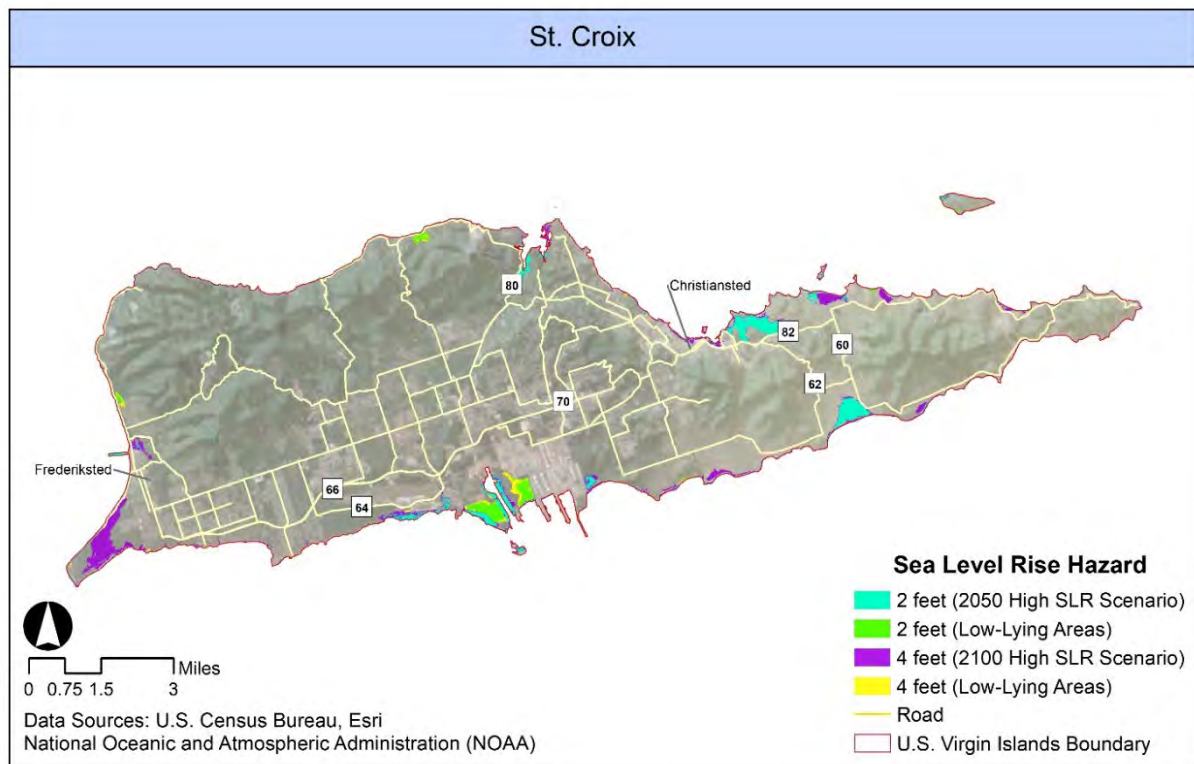 St. Croix
80
Christiansted
82
60
62
70
Frederiksted
66
64
Sea Level Rise Hazard
2 feet (2050 High SLR Scenario)
2 feet (Low-Lying Areas)
4 feet (2100 High SLR Scenario)
4 feet (Low-Lying Areas)
Road
U.S. Virgin Islands Boundary
Miles
0 0.75 1.5 3
Data Sources: U.S. Census Bureau, Esri
National Oceanic and Atmospheric Administration (NOAA)